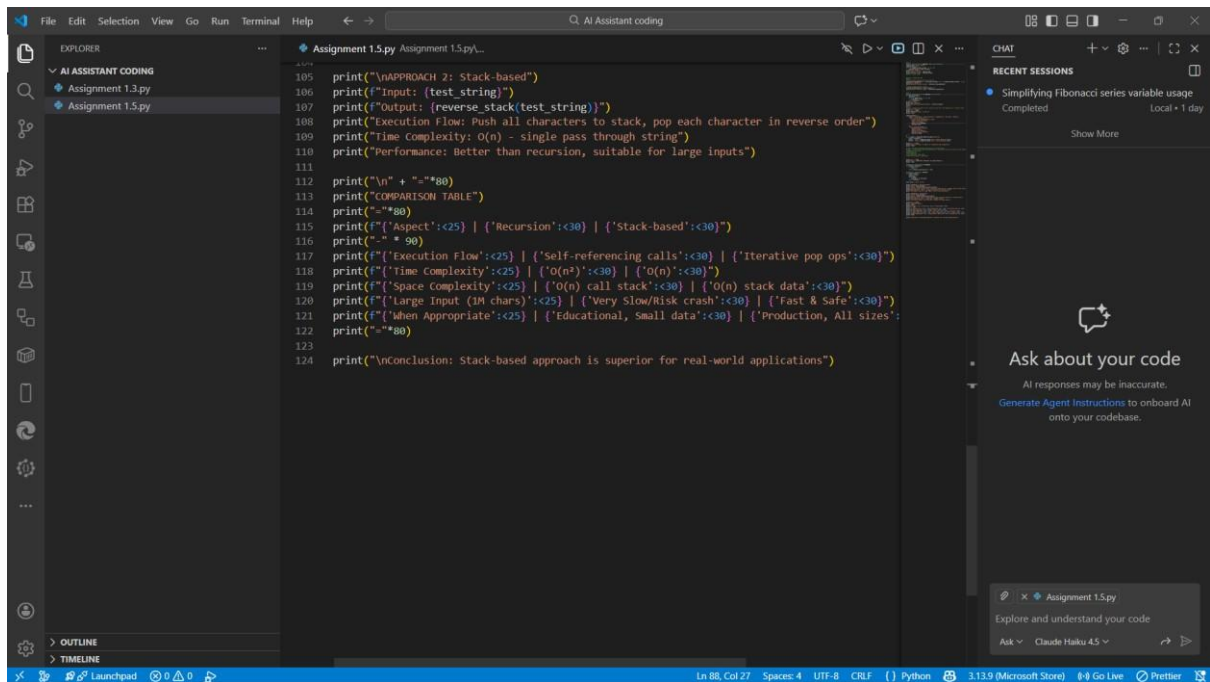 File Edit Selection View Go Run Terminal Help
AI Assistant coding
EXPLORER
AI ASSISTANT CODING
Assignment 1.3.py
Assignment 1.5.py
Assignment 1.5.py Assignment 1.5.py\...
104
105 print("\nAPPROACH 2: Stack-based")
106 print(f"Input: {test_string}")
107 print(f"Output: {reverse_stack(test_string)}")
108 print("Execution Flow: Push all characters to stack, pop each character in reverse order")
109 print("Time Complexity: O(n) - single pass through string")
110 print("Performance: Better than recursion, suitable for large inputs")
111
112 print("\n" + "="*80)
113 print("COMPARISON TABLE")
114 print("="*80)
115 print(f"{'Aspect':<25} | {'Recursion':<30} | {'Stack-based':<30}")
116 print("-" * 90)
117 print(f"{'Execution Flow':<25} | {'Self-referencing calls':<30} | {'Iterative pop ops':<30}")
118 print(f"{'Time Complexity':<25} | {'O(n²)':<30} | {'O(n)':<30}")
119 print(f"{'Space Complexity':<25} | {'O(n) call stack':<30} | {'O(n) stack data':<30}")
120 print(f"{'Large Input (1M chars)':<25} | {'Very Slow/Risk crash':<30} | {'Fast & Safe':<30}")
121 print(f"{'When Appropriate':<25} | {'Educational, Small data':<30} | {'Production, All sizes':
122 print("="*80)
123
124 print("\nConclusion: Stack-based approach is superior for real-world applications")
CHAT
RECENT SESSIONS
Simplifying Fibonacci series variable usage
Completed Local • 1 day
Show More
Ask about your code
AI responses may be inaccurate.
Generate Agent Instructions to onboard AI
onto your codebase.
Assignment 1.5.py
Explore and understand your code
Ask Claude Haiku 4.5
OUTLINE
TIMELINE
Launchpad 0 0 Ln 88, Col 27 Spaces: 4 UTF-8 CRLF {} Python 3.13.9 (Microsoft Store) Go Live Prettier